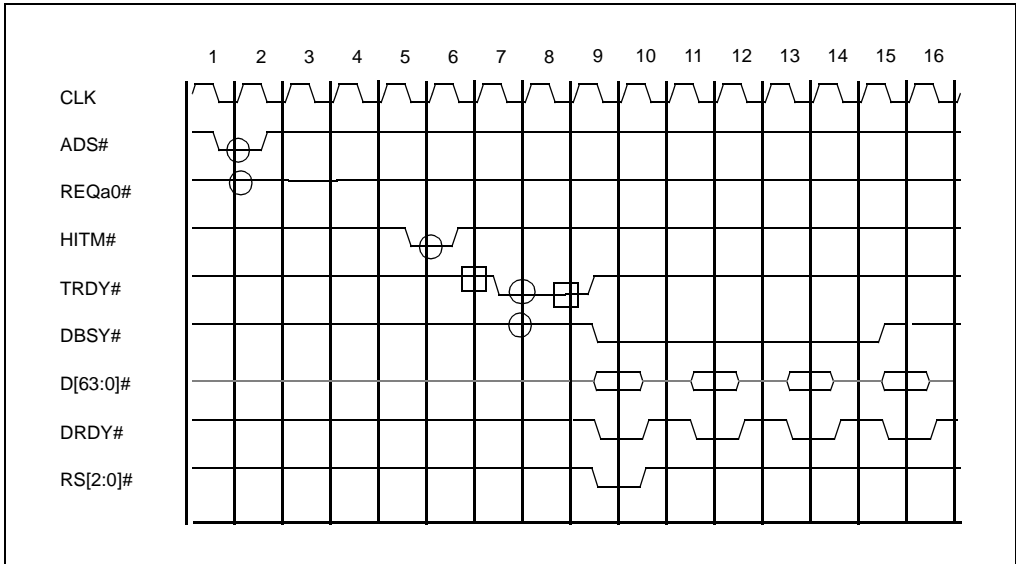 1 2 3 4 5 6 7 8 9 10 11 12 13 14 15 16
CLK
ADS#
REQa0#
HITM#
TRDY#
DBSY#
D[63:0]#
DRDY#
RS[2:0]#